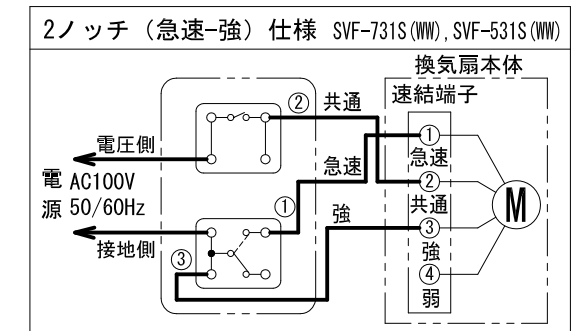 2ノッチ（急速-強）仕様 SVF-731S(WW),SVF-531S(WW)
換気扇本体
速結端子
② 共通
電圧側
① 急速
電源 AC100V 50/60Hz
急速
② 共通
①
強
③ 強
接地側
③
④ 弱
M